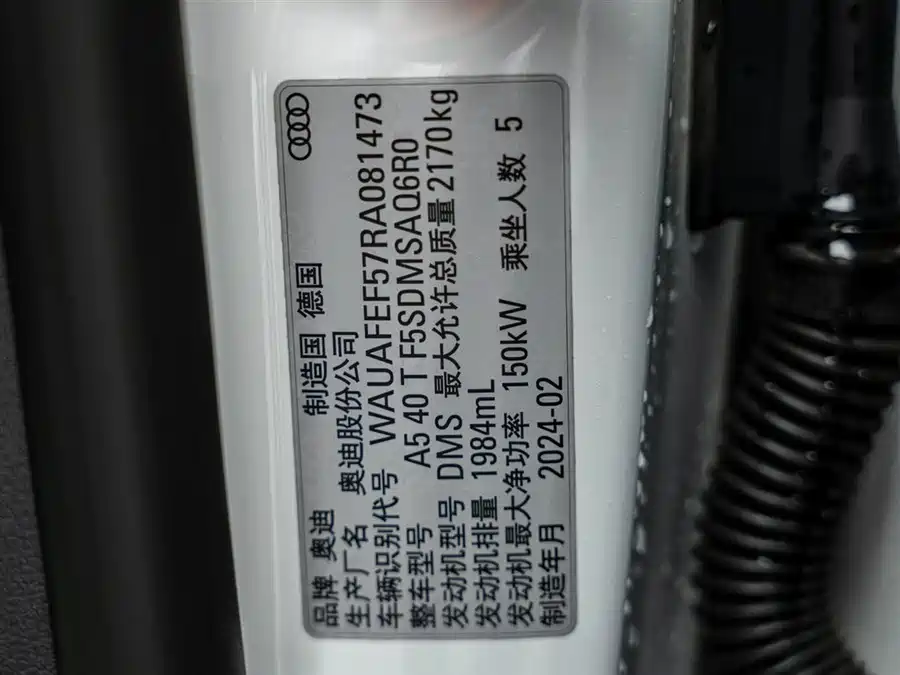 品牌 奥迪 制造国 德国
生产厂名 奥迪股份公司
车辆识别代号 WAUAFEF57RA081473
整车型号 A5 40 T F5SDMSAQ6R0
发动机型号 DMS 最大允许总质量 2170kg
发动机排量 1984mL
发动机最大净功率 150kW 乘坐人数 5
制造年月 2024-02